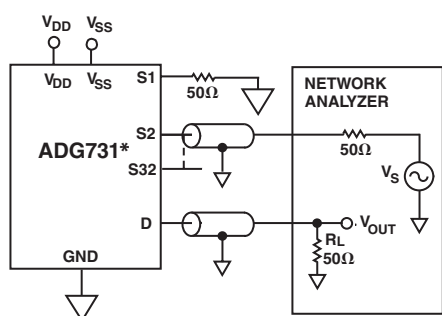 VDD VSS
VDD VSS
S1
50Ω
NETWORK
ANALYZER
S2
ADG731*
50Ω
VS
S32
D
VOUT
RL
50Ω
GND